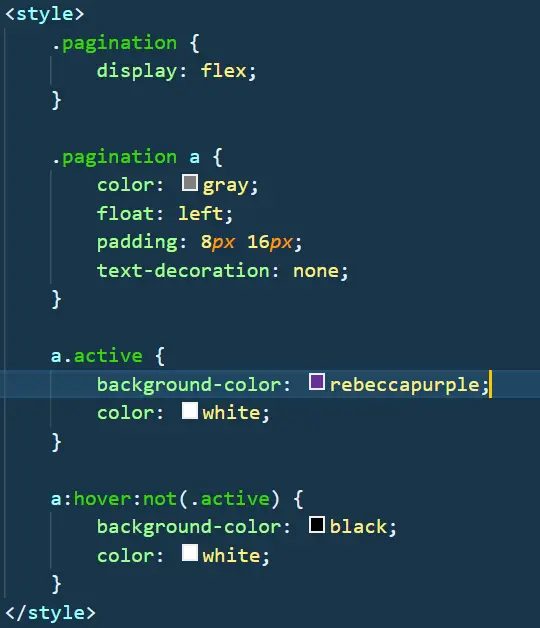 <style>
    .pagination {
        display: flex;
    }

    .pagination a {
        color: gray;
        float: left;
        padding: 8px 16px;
        text-decoration: none;
    }

    a.active {
        background-color: rebeccapurple;
        color: white;
    }

    a:hover:not(.active) {
        background-color: black;
        color: white;
    }
</style>